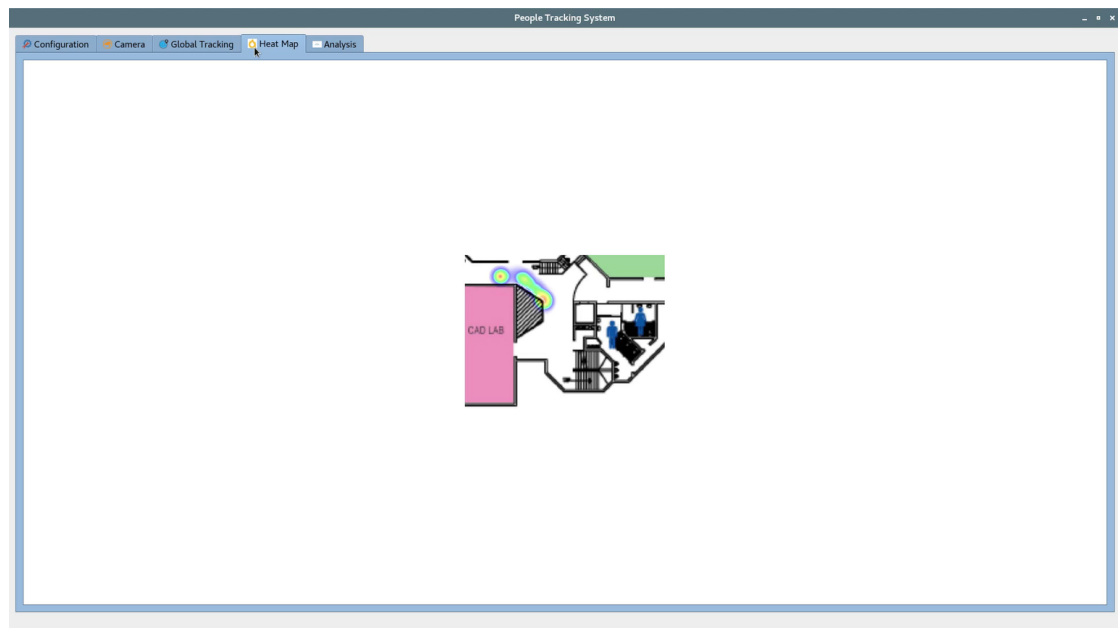 People Tracking System
Configuration Camera Global Tracking Heat Map Analysis
CAD LAB